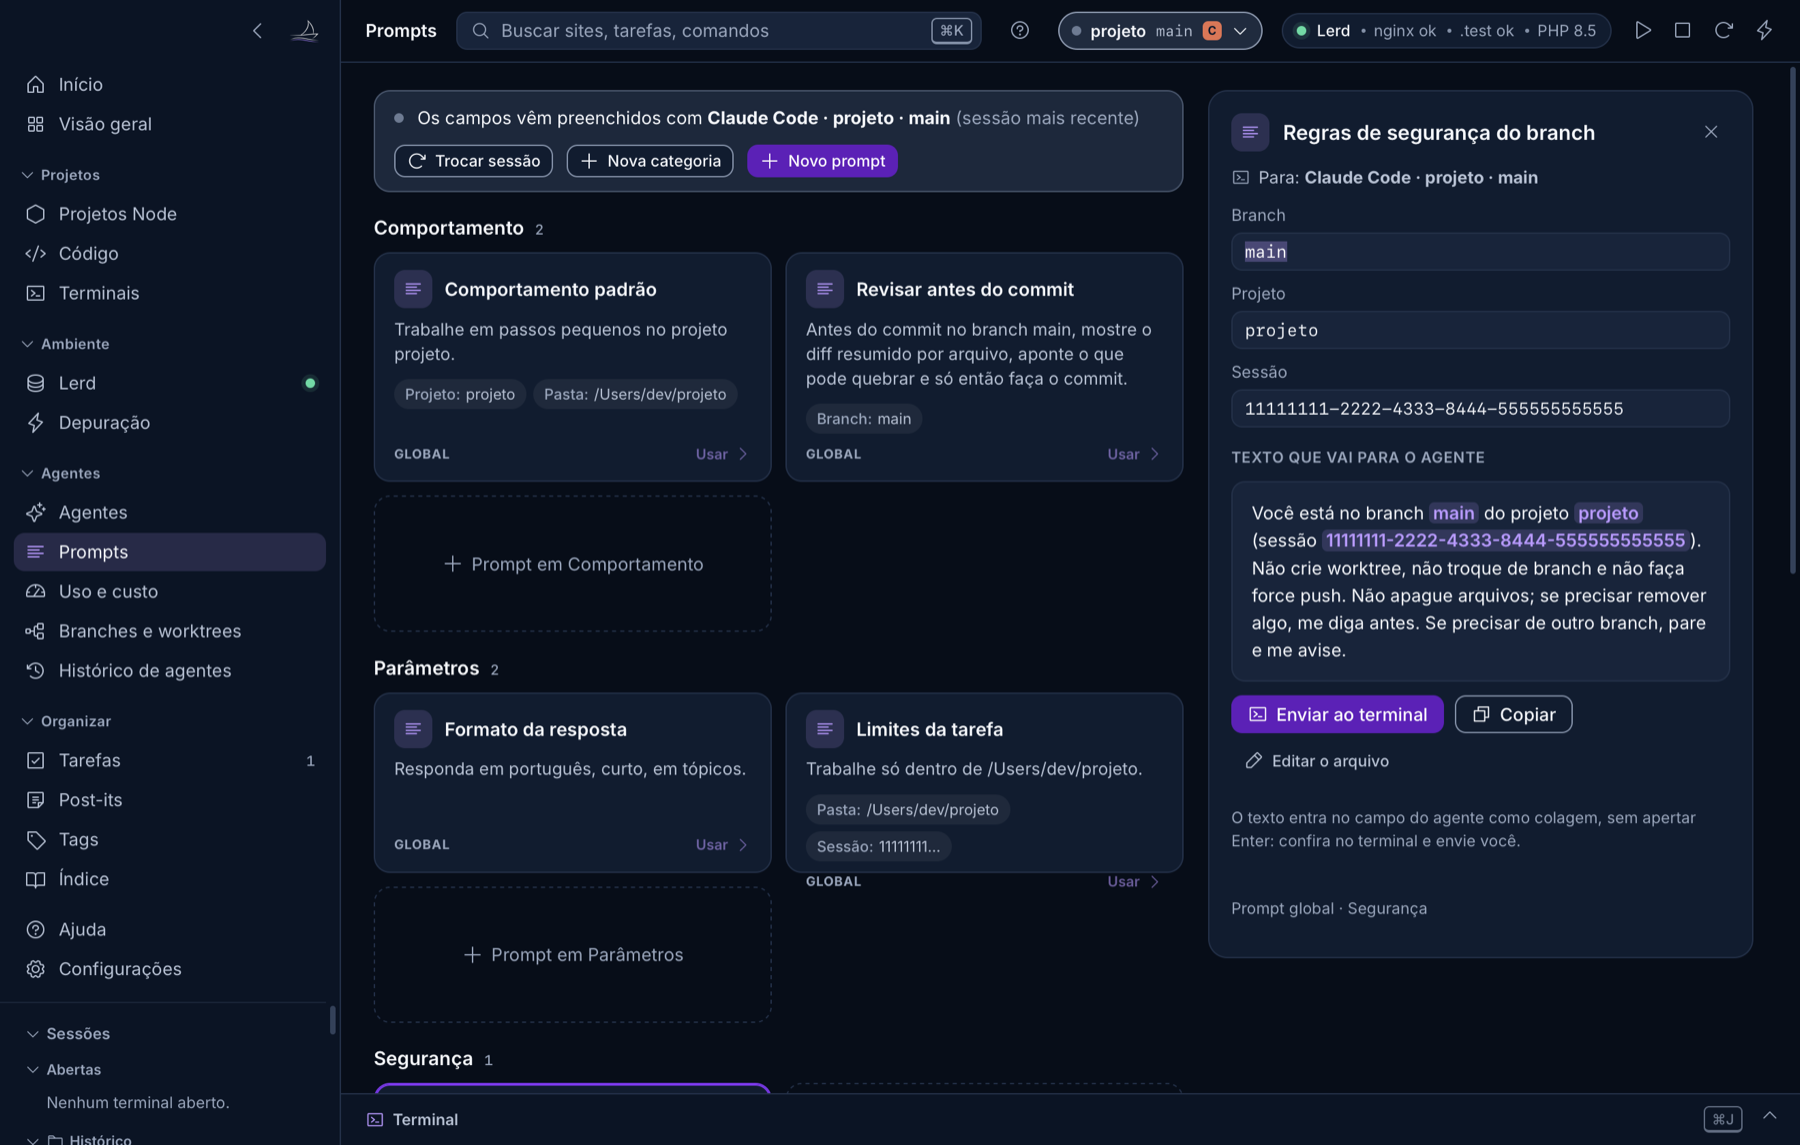 Prompts
Buscar sites, tarefas, comandos
⌘K
projeto main C
Lerd • nginx ok • .test ok • PHP 8.5
Início
Visão geral
Projetos
Projetos Node
Código
Terminais
Ambiente
Lerd
Depuração
Agentes
Agentes
Prompts
Uso e custo
Branches e worktrees
Histórico de agentes
Organizar
Tarefas 1
Post-its
Tags
Índice
Ajuda
Configurações
Sessões
Abertas
Nenhum terminal aberto.
Histórico
Os campos vêm preenchidos com Claude Code · projeto · main (sessão mais recente)
Trocar sessão
Nova categoria
Novo prompt
Comportamento 2
Comportamento padrão
Trabalhe em passos pequenos no projeto
projeto.
Projeto: projeto
Pasta: /Users/dev/projeto
GLOBAL
Usar
Revisar antes do commit
Antes do commit no branch main, mostre o
diff resumido por arquivo, aponte o que
pode quebrar e só então faça o commit.
Branch: main
GLOBAL
Usar
Prompt em Comportamento
Parâmetros 2
Formato da resposta
Responda em português, curto, em tópicos.
GLOBAL
Usar
Limites da tarefa
Trabalhe só dentro de /Users/dev/projeto.
Pasta: /Users/dev/projeto
Sessão: 11111111...
GLOBAL
Usar
Prompt em Parâmetros
Segurança 1
Regras de segurança do branch
Para: Claude Code · projeto · main
Branch
main
Projeto
projeto
Sessão
11111111-2222-4333-8444-555555555555
TEXTO QUE VAI PARA O AGENTE
Você está no branch main do projeto projeto
(sessão 11111111-2222-4333-8444-555555555555).
Não crie worktree, não troque de branch e não faça
force push. Não apague arquivos; se precisar remover
algo, me diga antes. Se precisar de outro branch, pare
e me avise.
Enviar ao terminal
Copiar
Editar o arquivo
O texto entra no campo do agente como colagem, sem apertar
Enter: confira no terminal e envie você.
Prompt global · Segurança
Terminal
⌘J